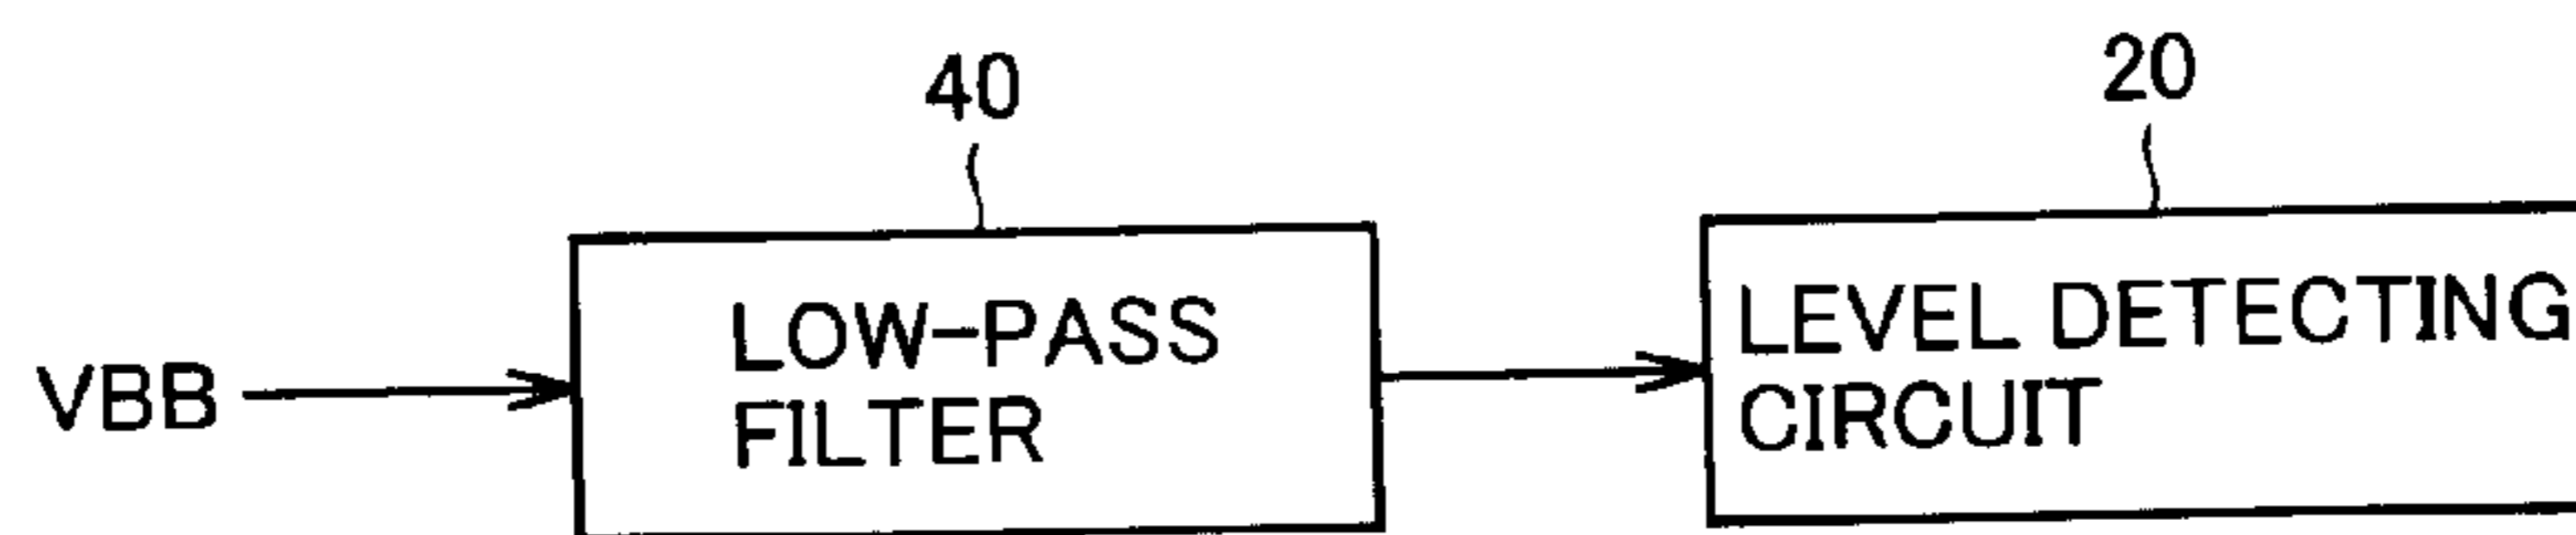 40
20
VBB
LOW-PASS
FILTER
LEVEL DETECTING
CIRCUIT